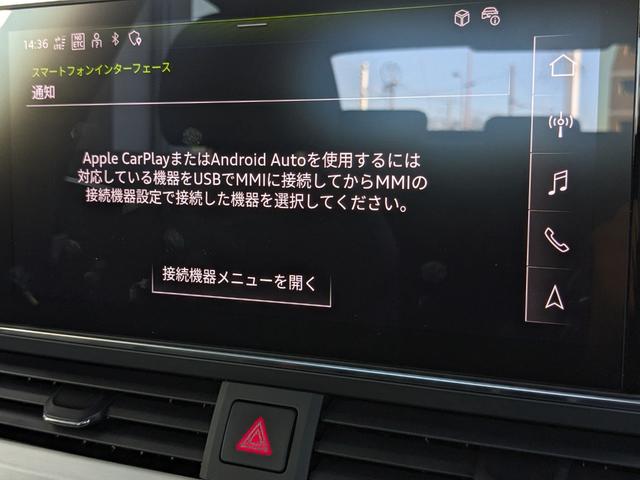 14:36 NO ETC
スマートフォンインターフェース
通知
Apple CarPlayまたはAndroid Autoを使用するには
対応している機器をUSBでMMIに接続してからMMIの
接続機器設定で接続した機器を選択してください。
接続機器メニューを開く